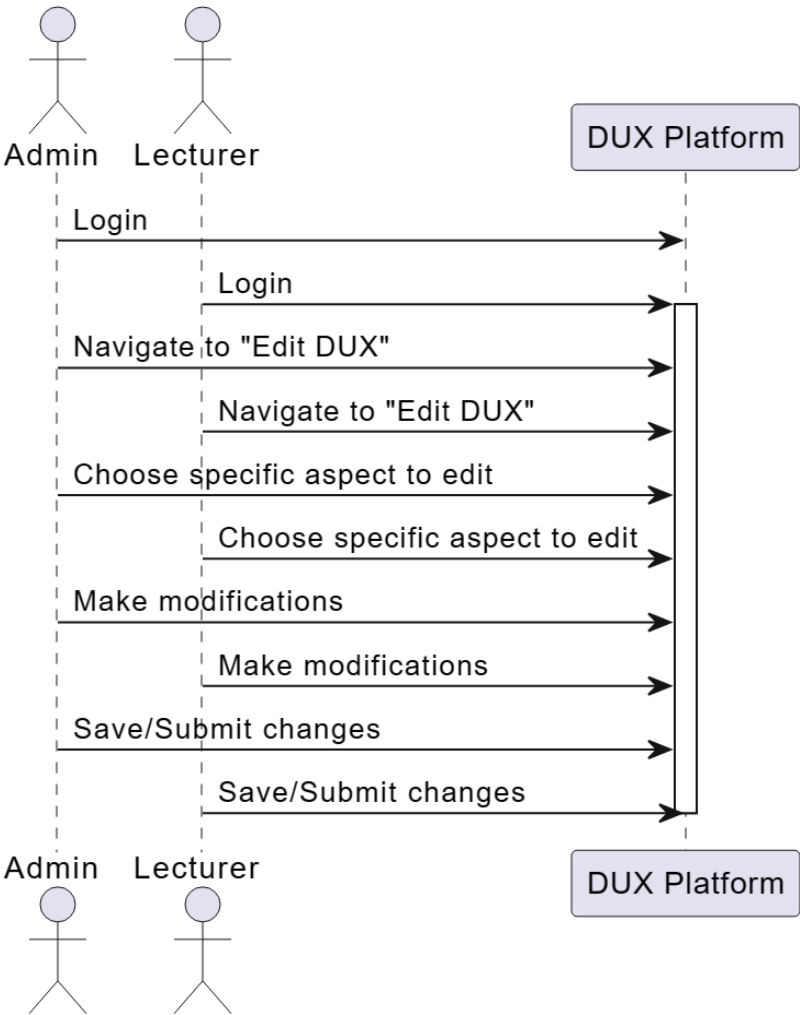 Admin
Lecturer
DUX Platform
Login
Login
Navigate to "Edit DUX"
Navigate to "Edit DUX"
Choose specific aspect to edit
Choose specific aspect to edit
Make modifications
Make modifications
Save/Submit changes
Save/Submit changes
Admin
Lecturer
DUX Platform